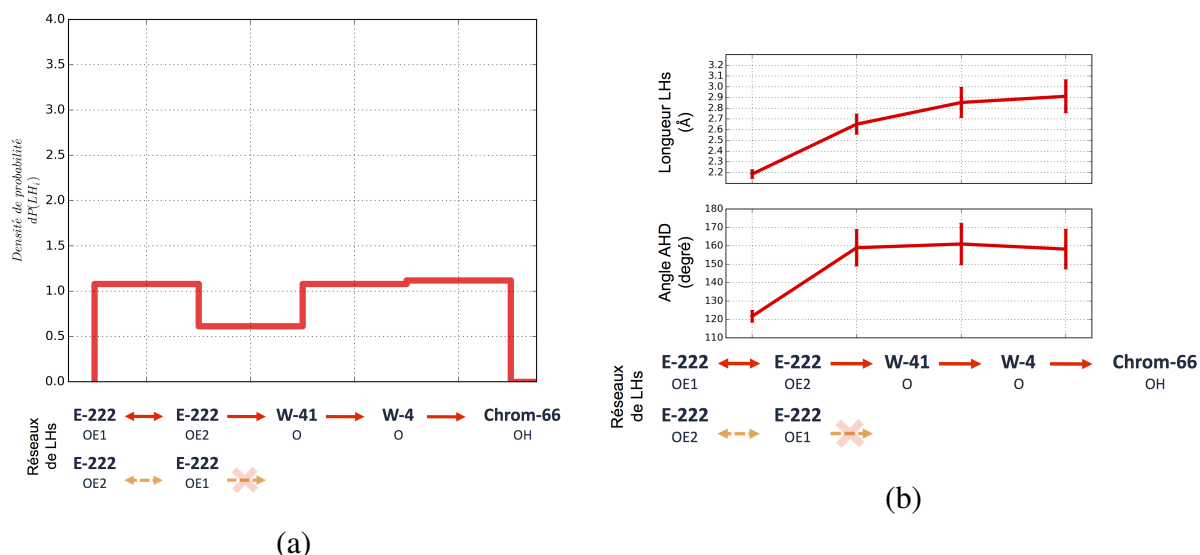 4.0
3.5
3.0
2.5
2.0
1.5
1.0
0.5
0.0
Densité de probabilité
dP(LH_i)
E-222 E-222 W-41 W-4 Chrom-66
OE1 OE2 O O OH
Réseaux
de LHs
E-222 E-222
OE2 OE1
(a)
3.2
3.1
3.0
2.9
2.8
2.7
2.6
2.5
2.4
2.3
2.2
Longueur LHs
(Å)
180
170
160
150
140
130
120
110
Angle AHD
(degré)
E-222 E-222 W-41 W-4 Chrom-66
OE1 OE2 O O OH
Réseaux
de LHs
E-222 E-222
OE2 OE1
(b)